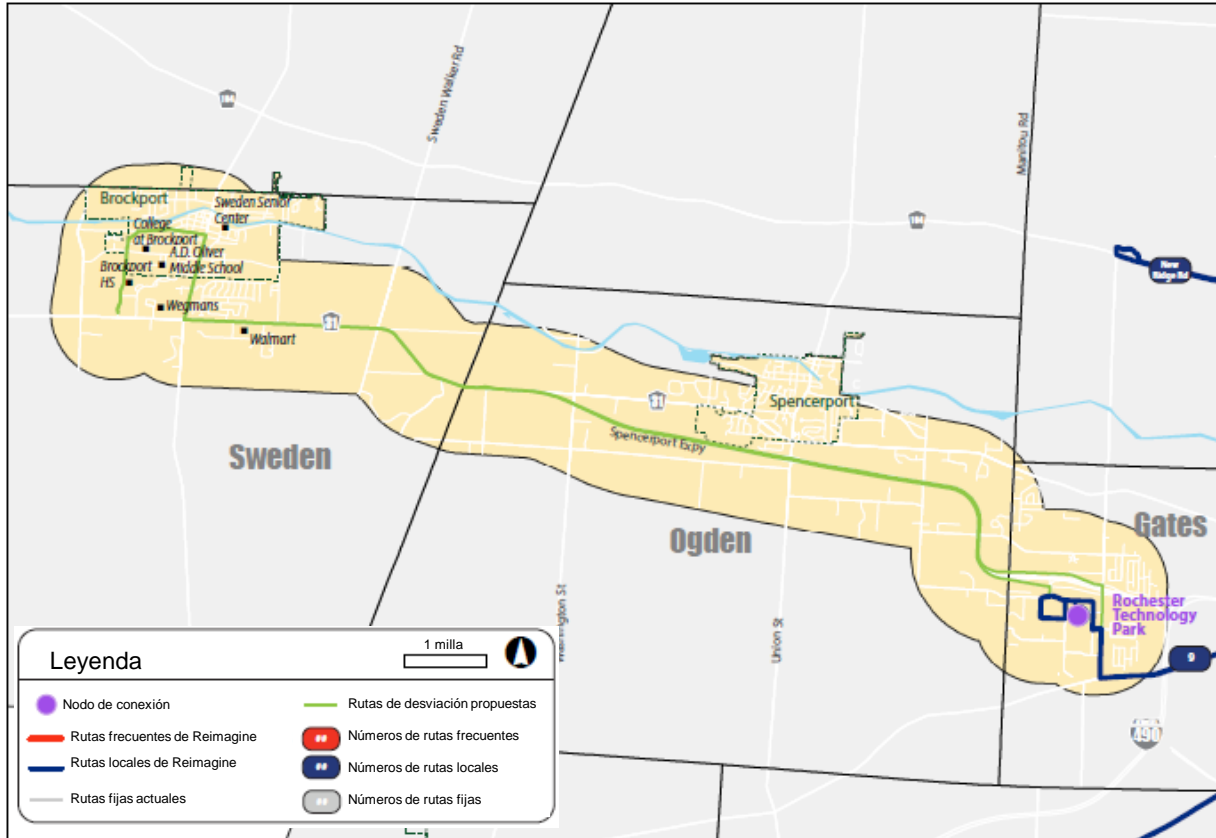 104
Sweden Walker Rd
Manitou Rd
Brockport
Sweden Senior
Center
College
at Brockport
A.D. Oliver
Middle School
Brockport
HS
Wegmans
Walmart
31
104
New
Ridge Rd
31
Spencerport
Spencerport Expy
Sweden
Ogden
Gates
Rochester
Technology
Park
9
490
Washington St
Union St
Leyenda
1 milla
Nodo de conexión
Rutas de desviación propuestas
Rutas frecuentes de Reimagine
Números de rutas frecuentes
Rutas locales de Reimagine
Números de rutas locales
Rutas fijas actuales
Números de rutas fijas
##
##
##